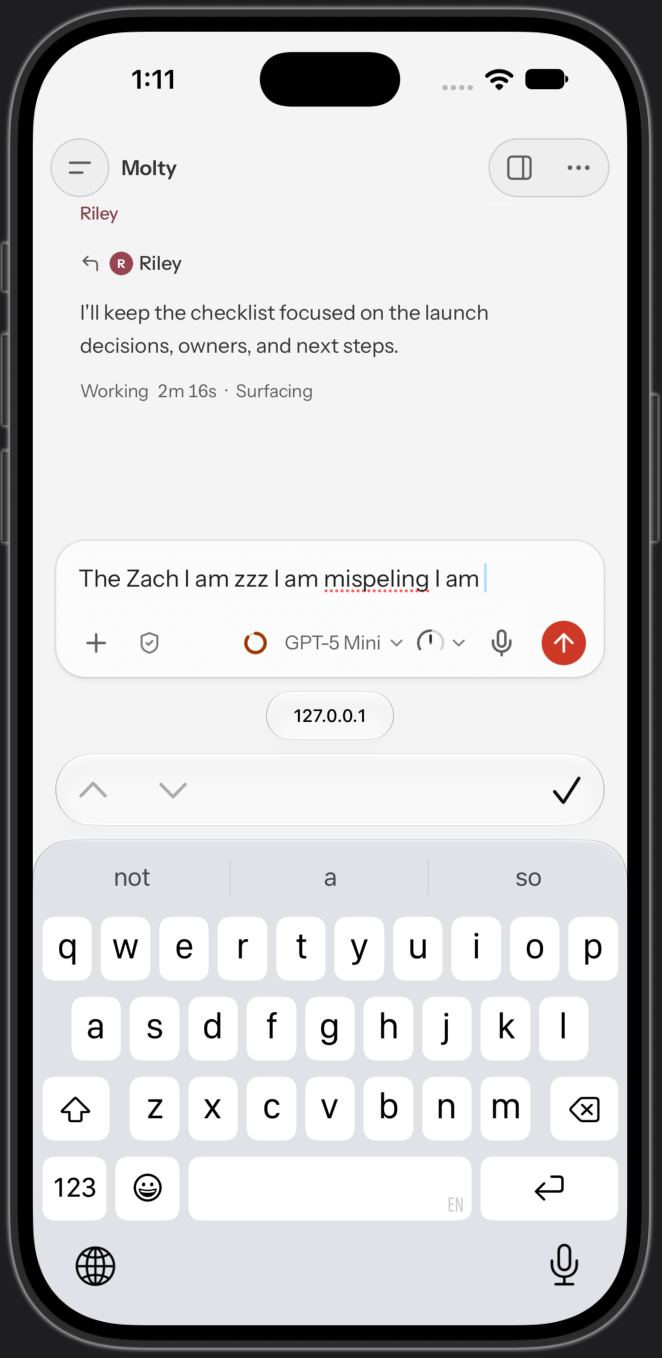 1:11
Molty
Riley
R Riley
I'll keep the checklist focused on the launch
decisions, owners, and next steps.
Working 2m 16s · Surfacing
The Zach I am zzz I am mispeling I am
GPT-5 Mini
127.0.0.1
not a so
q w e r t y u i o p
a s d f g h j k l
z x c v b n m
123
EN